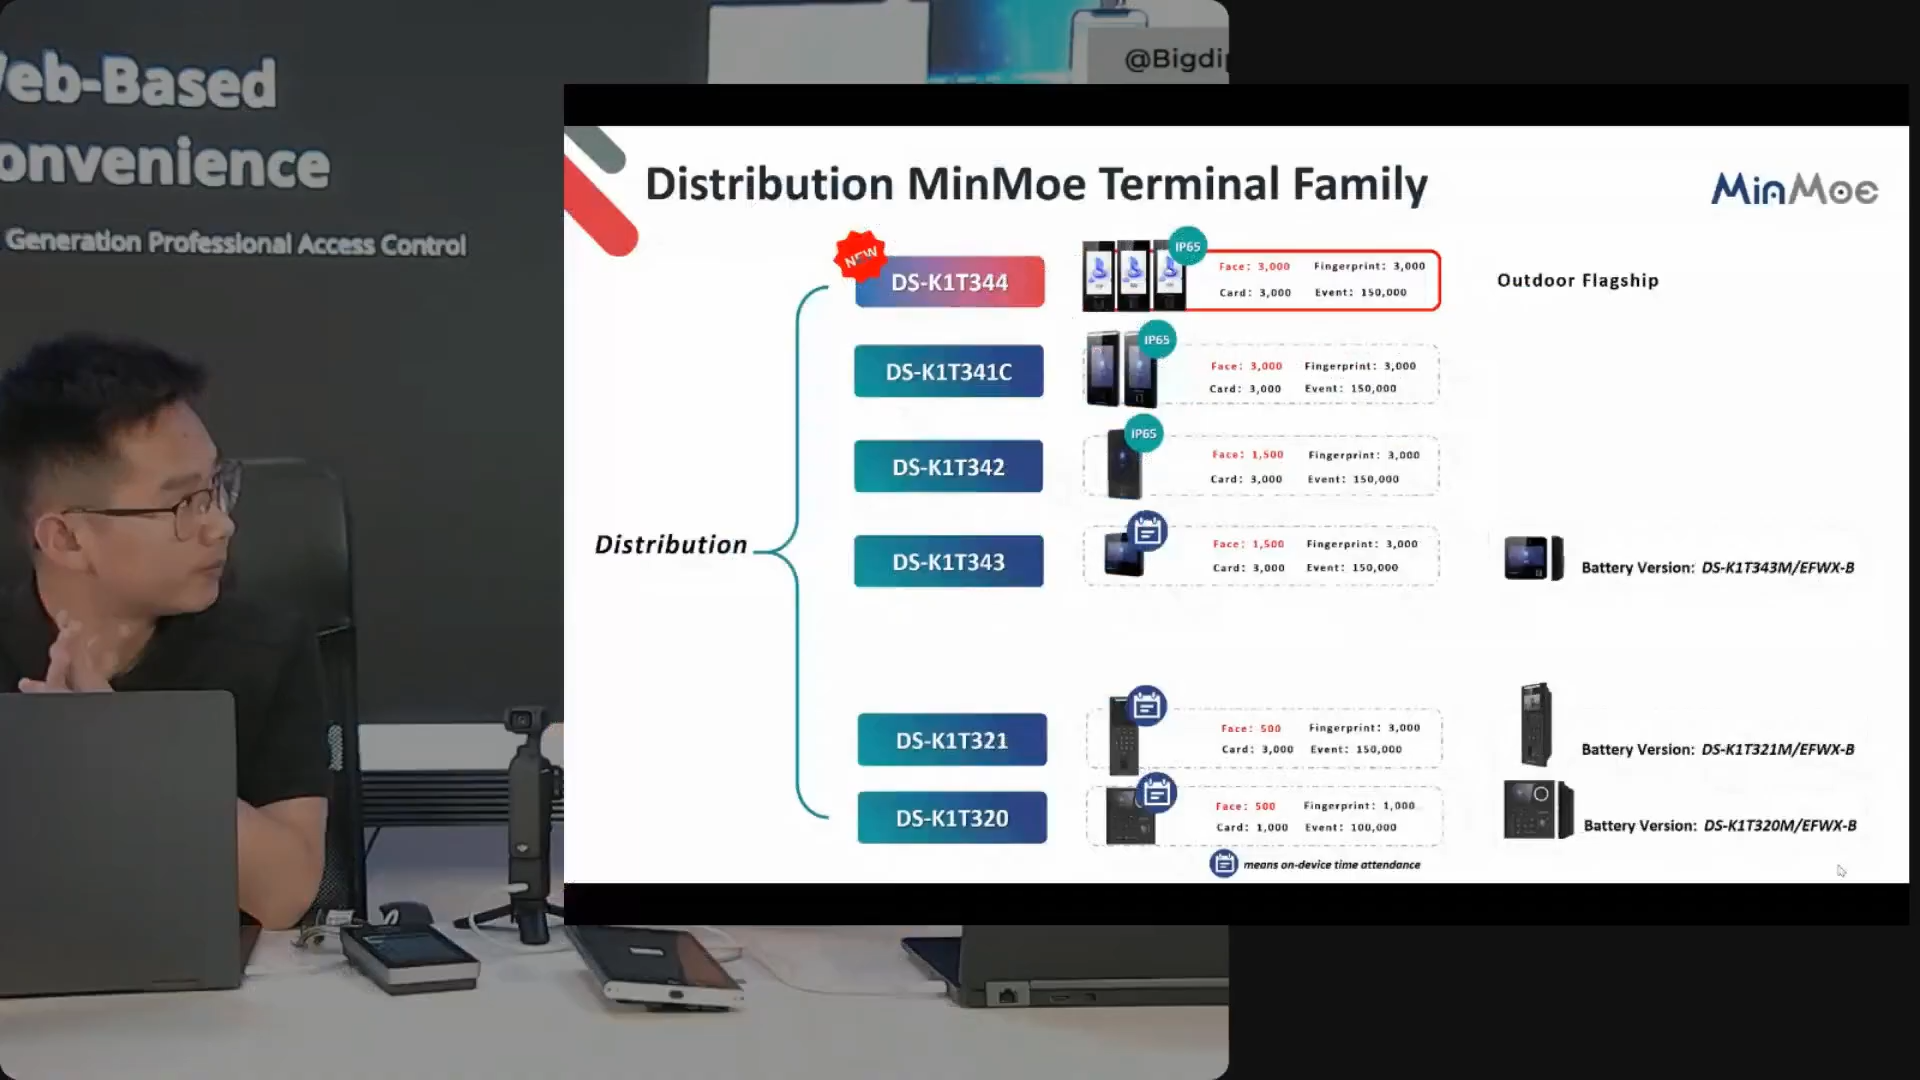 eb-Based
onvenience
Generation Professional Access Control
@Bigdi
Distribution MinMoe Terminal Family
MinMoe
Distribution
NEW
DS-K1T344
IP65
Face: 3,000 Fingerprint: 3,000
Card: 3,000 Event: 150,000
Outdoor Flagship
DS-K1T341C
IP65
Face: 3,000 Fingerprint: 3,000
Card: 3,000 Event: 150,000
DS-K1T342
IP65
Face: 1,500 Fingerprint: 3,000
Card: 3,000 Event: 150,000
DS-K1T343
Face: 1,500 Fingerprint: 3,000
Card: 3,000 Event: 150,000
Battery Version: DS-K1T343M/EFWX-B
DS-K1T321
Face: 500 Fingerprint: 3,000
Card: 3,000 Event: 150,000
Battery Version: DS-K1T321M/EFWX-B
DS-K1T320
Face: 500 Fingerprint: 1,000
Card: 1,000 Event: 100,000
Battery Version: DS-K1T320M/EFWX-B
means on-device time attendance